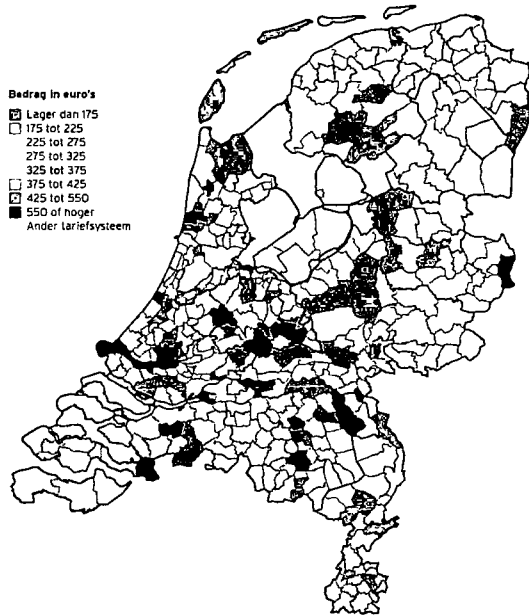 Bedrag in euro's
Lager dan 175
175 tot 225
225 tot 275
275 tot 325
325 tot 375
375 tot 425
425 tot 550
550 of hoger
Ander tariefsysteem